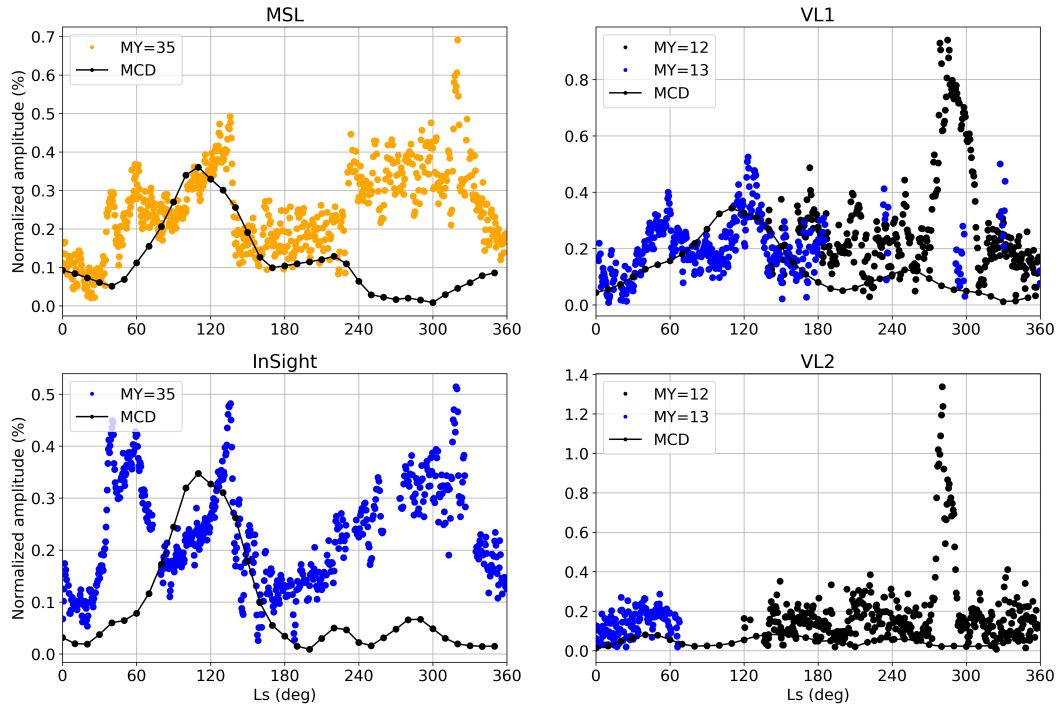 MSL
Normalized amplitude (%)
0.7
0.6
0.5
0.4
0.3
0.2
0.1
0.0
MY=35
MCD
0 60 120 180 240 300 360
VL1
0.8
0.6
0.4
0.2
0.0
MY=12
MY=13
MCD
0 60 120 180 240 300 360
InSight
Normalized amplitude (%)
0.5
0.4
0.3
0.2
0.1
0.0
MY=35
MCD
0 60 120 180 240 300 360
Ls (deg)
VL2
1.4
1.2
1.0
0.8
0.6
0.4
0.2
0.0
MY=12
MY=13
MCD
0 60 120 180 240 300 360
Ls (deg)